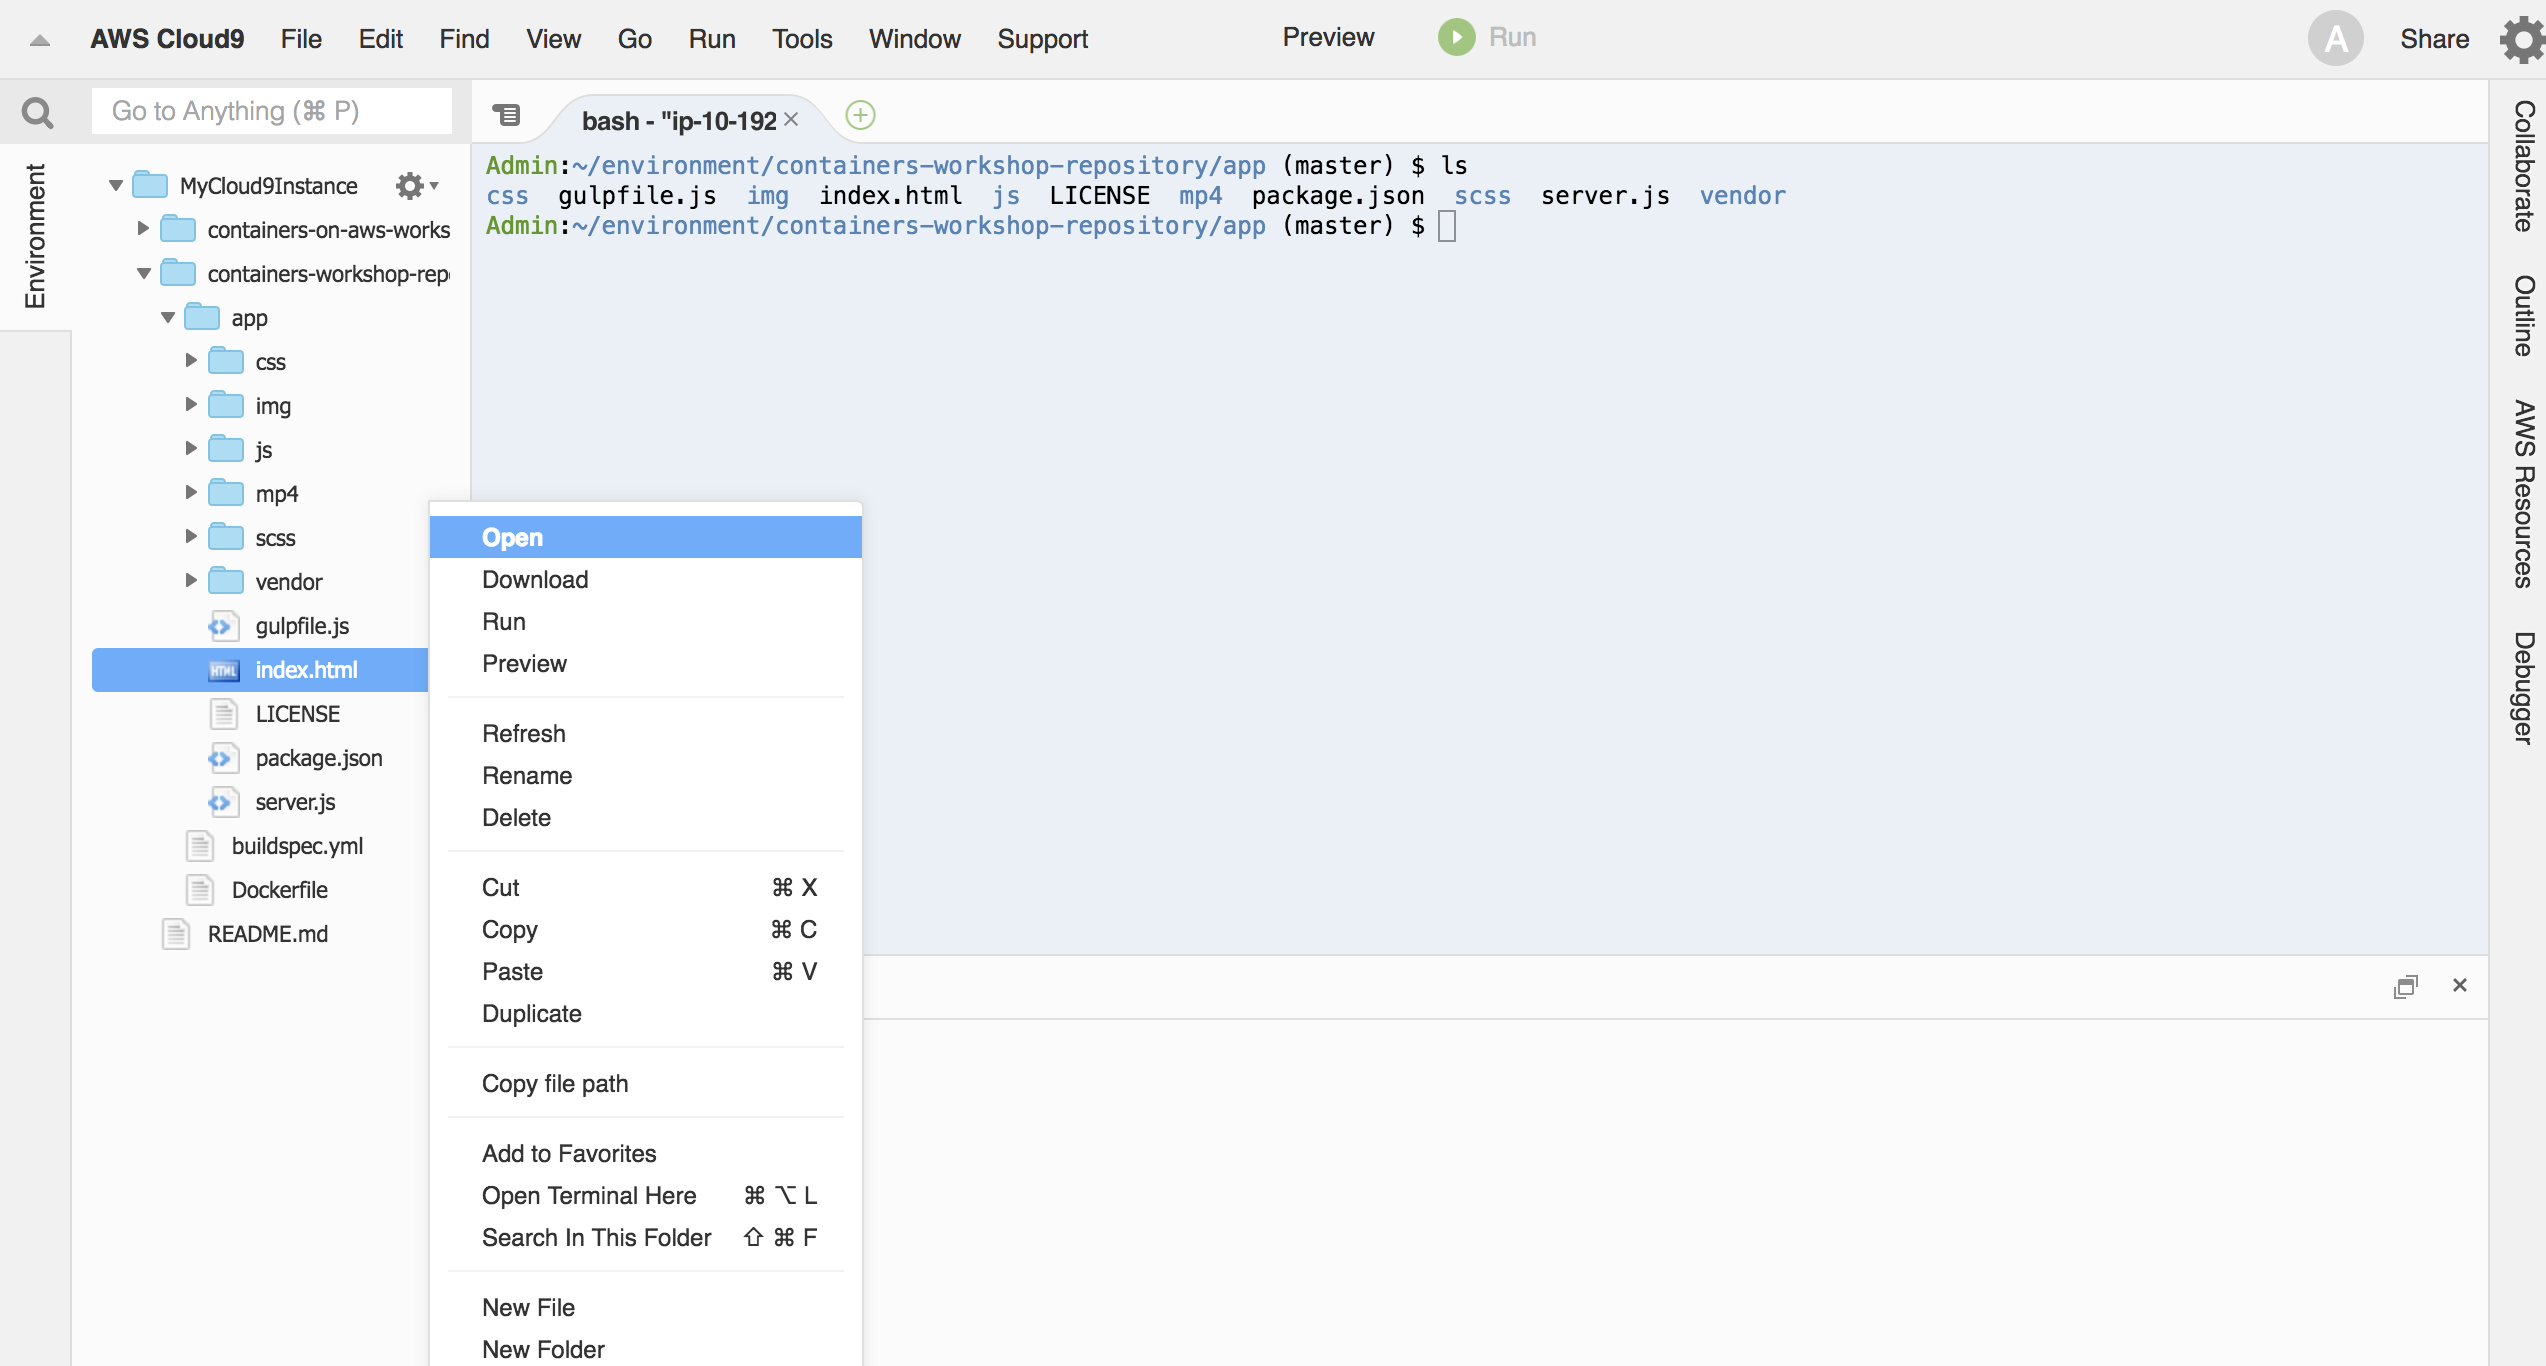 AWS Cloud9 File Edit Find View Go Run Tools Window Support Preview Run A Share
Go to Anything (⌘ P)
bash - "ip-10-192
Environment
MyCloud9Instance
containers-on-aws-works
containers-workshop-rep
app
css
img
js
mp4
scss
vendor
gulpfile.js
HTML index.html
LICENSE
package.json
server.js
buildspec.yml
Dockerfile
README.md
Admin:~/environment/containers-workshop-repository/app (master) $ ls
css gulpfile.js img index.html js LICENSE mp4 package.json scss server.js vendor
Admin:~/environment/containers-workshop-repository/app (master) $
Open
Download
Run
Preview
Refresh
Rename
Delete
Cut ⌘ X
Copy ⌘ C
Paste ⌘ V
Duplicate
Copy file path
Add to Favorites
Open Terminal Here ⌘ ⌥ L
Search In This Folder ⇧ ⌘ F
New File
New Folder
Collaborate
Outline
AWS Resources
Debugger